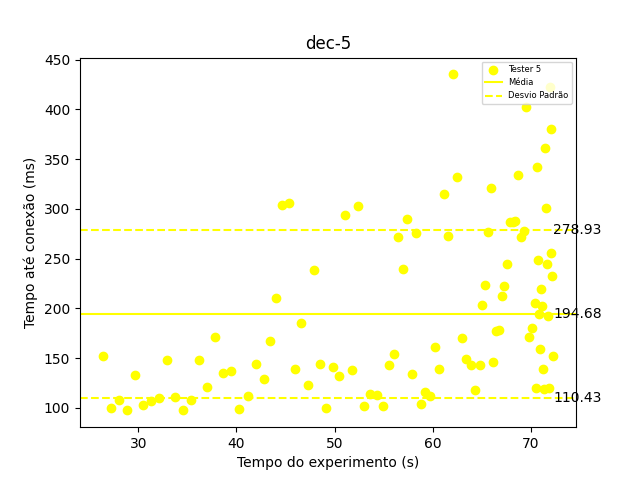 dec-5
450
400
350
300
250
200
150
100
Tempo até conexão (ms)
Tester 5
Média
Desvio Padrão
278.93
194.68
110.43
30
40
50
60
70
Tempo do experimento (s)